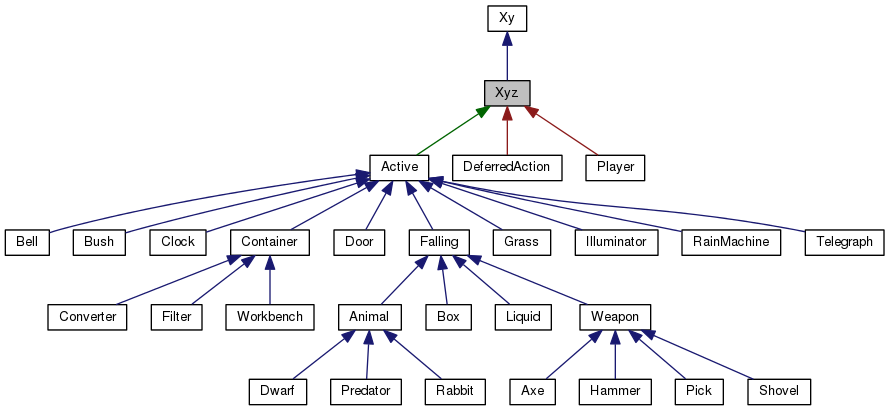 Xy
Xyz
Active
DeferredAction
Player
Bell
Bush
Clock
Container
Door
Falling
Grass
Illuminator
RainMachine
Telegraph
Converter
Filter
Workbench
Animal
Box
Liquid
Weapon
Dwarf
Predator
Rabbit
Axe
Hammer
Pick
Shovel